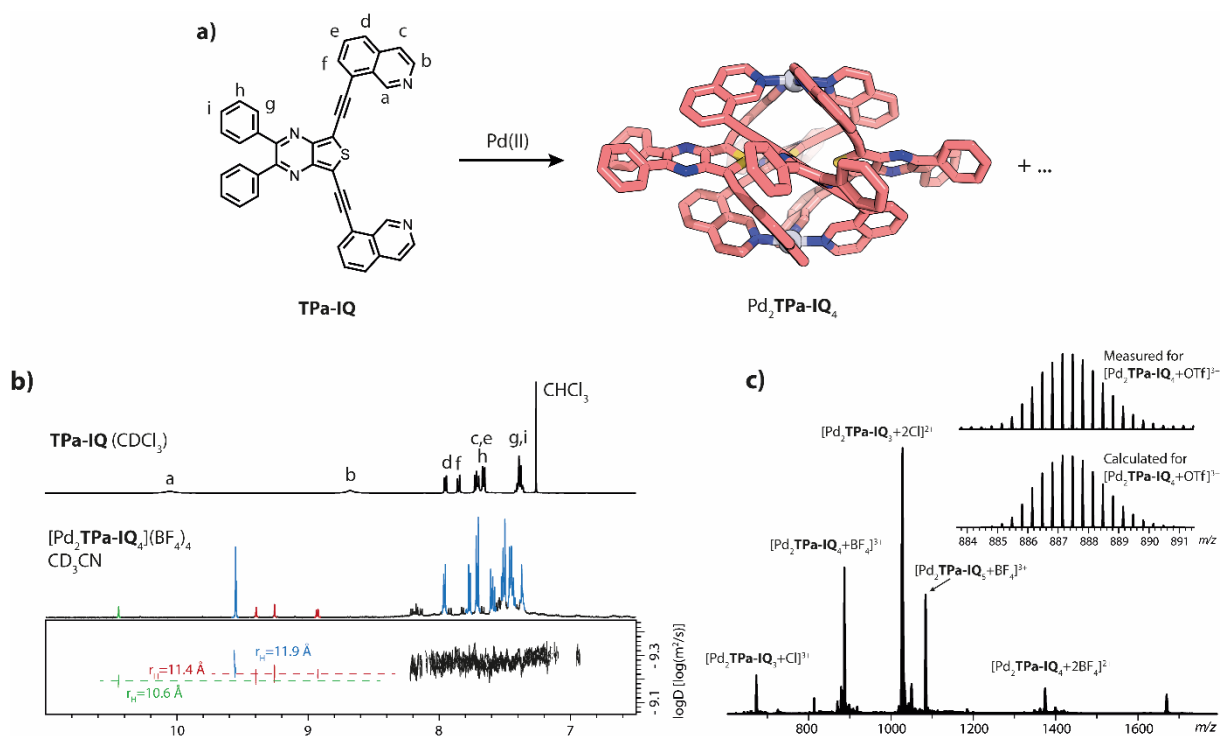 a)
d
e
c
f
b
a
h
g
i
N
N
N
S
N
Pd(II)
+ ...
TPa-IQ
Pd2TPa-IQ4
b)
CHCl3
TPa-IQ (CDCl3)
a
b
d
f
c,e
h
g,i
[Pd2TPa-IQ4](BF4)4
CD3CN
rH=11.9 Å
rH=11.4 Å
rH=10.6 Å
- 9.3
- 9.1
logD [log(m²/s)]
10
9
8
7
c)
Measured for
[Pd2TPa-IQ4+OTf]3+
Calculated for
[Pd2TPa-IQ4+OTf]3+
884
885
886
887
888
889
890
891
m/z
[Pd2TPa-IQ3+2Cl]2+
[Pd2TPa-IQ4+BF4]3+
[Pd2TPa-IQ5+BF4]3+
[Pd2TPa-IQ3+Cl]3+
[Pd2TPa-IQ4+2BF4]2+
800
1000
1200
1400
1600
m/z